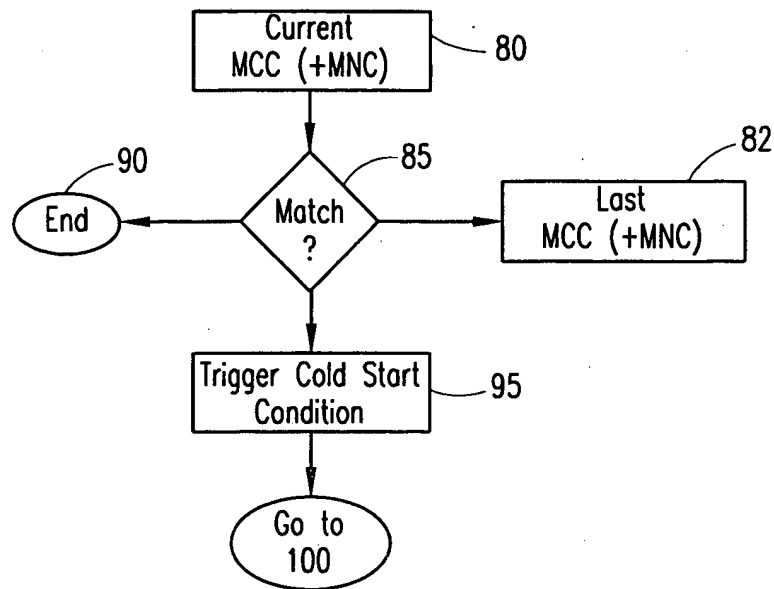 Current
MCC (+MNC)
80
90
85
82
End
Match
?
Last
MCC (+MNC)
Trigger Cold Start
Condition
95
Go to
100